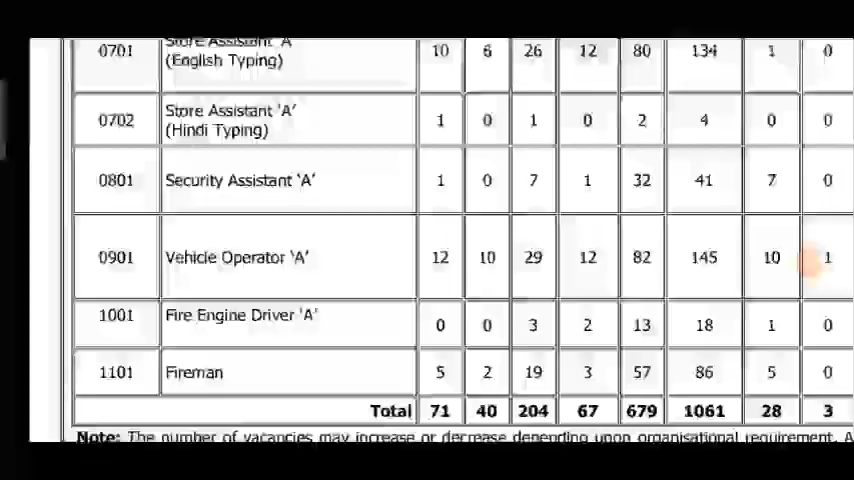 0701 Store Assistant 'A' 10 6 26 12 80 134 1 0
(English Typing)
0702 Store Assistant 'A' 1 0 1 0 2 4 0 0
(Hindi Typing)
0801 Security Assistant 'A' 1 0 7 1 32 41 7 0
0901 Vehicle Operator 'A' 12 10 29 12 82 145 10 1
1001 Fire Engine Driver 'A' 0 0 3 2 13 18 1 0
1101 Fireman 5 2 19 3 57 86 5 0
Total 71 40 204 67 679 1061 28 3
Note: The number of vacancies may increase or decrease depending upon organisational requirement. A